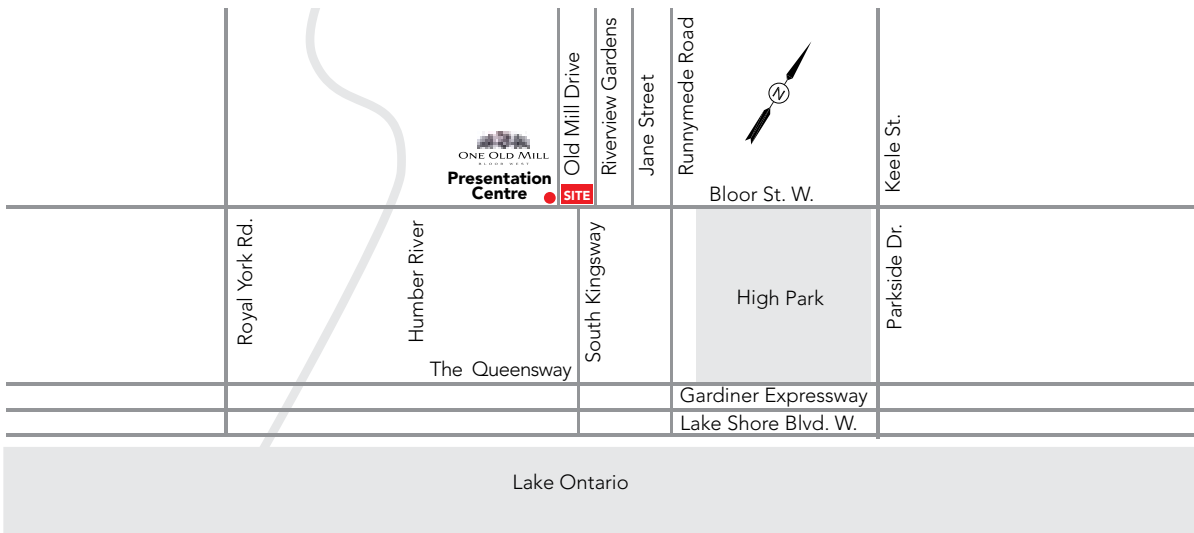 Old Mill Drive
Riverview Gardens
Jane Street
Runnymede Road
N
Keele St.
ONE OLD MILL
BLOOR WEST
Presentation
Centre
SITE
Bloor St. W.
Royal York Rd.
Humber River
South Kingsway
High Park
Parkside Dr.
The Queensway
Gardiner Expressway
Lake Shore Blvd. W.
Lake Ontario